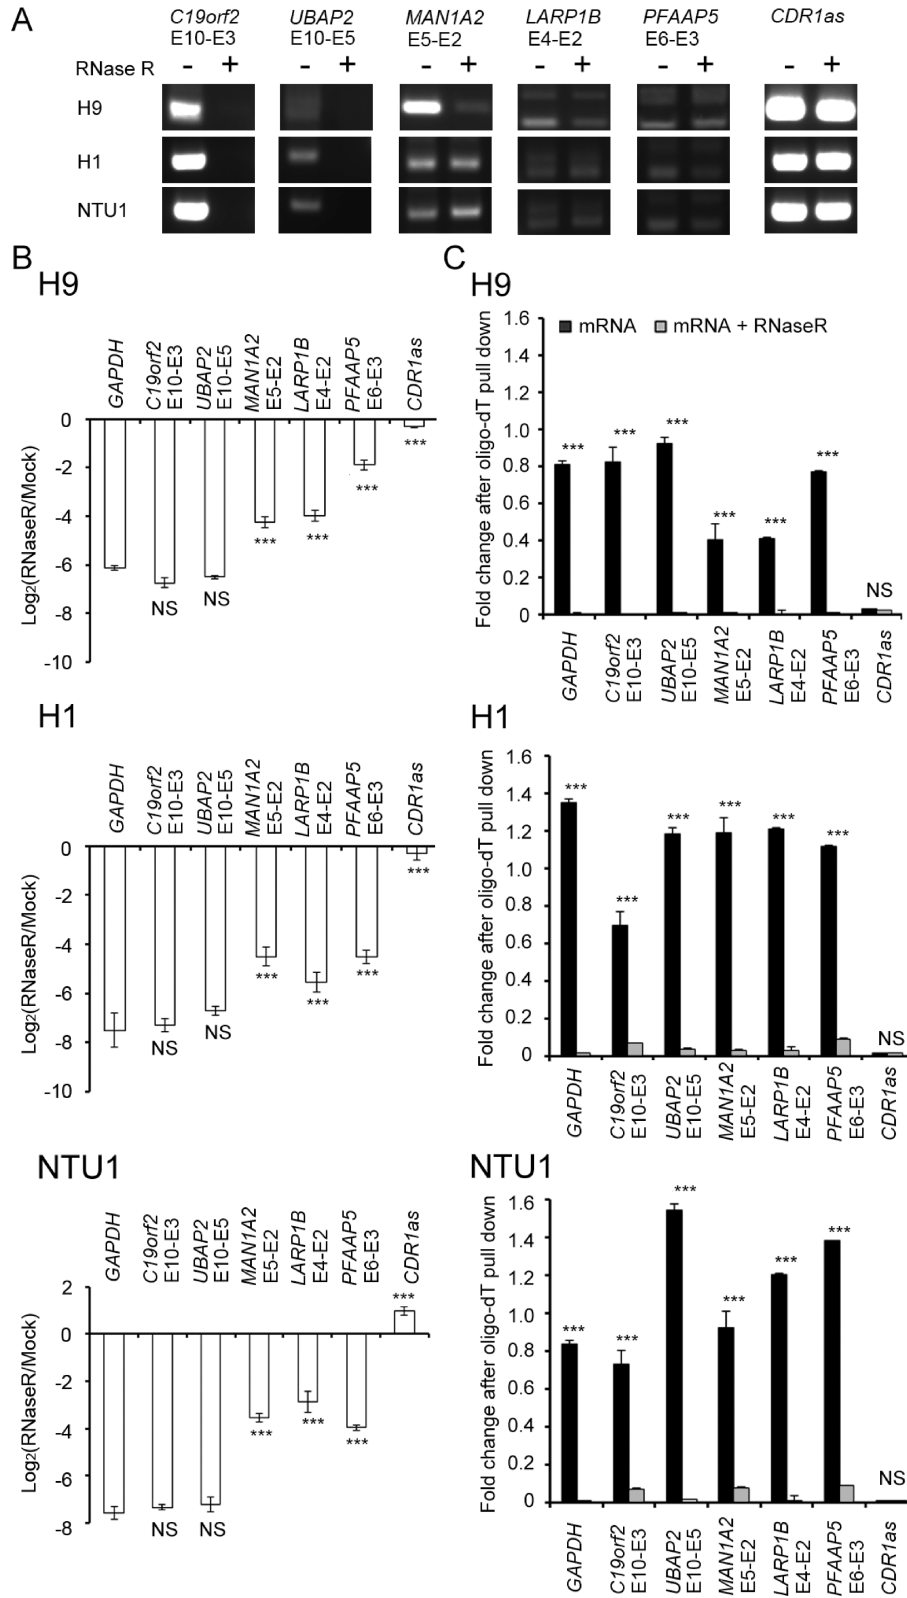 A
C19orf2 UBAP2 MAN1A2 LARP1B PFAAP5 CDR1as
E10-E3 E10-E5 E5-E2 E4-E2 E6-E3
RNase R - + - + - + - + - + - +
H9
H1
NTU1
B
H9
GAPDH
C19orf2
E10-E3
UBAP2
E10-E5
MAN1A2
E5-E2
LARP1B
E4-E2
PFAAP5
E6-E3
CDR1as
Log2(RNaseR/Mock)
0
-2
-4
-6
-8
-10
NS NS *** *** *** ***
H1
GAPDH
C19orf2
E10-E3
UBAP2
E10-E5
MAN1A2
E5-E2
LARP1B
E4-E2
PFAAP5
E6-E3
CDR1as
Log2(RNaseR/Mock)
0
-2
-4
-6
-8
-10
NS NS *** *** *** ***
NTU1
GAPDH
C19orf2
E10-E3
UBAP2
E10-E5
MAN1A2
E5-E2
LARP1B
E4-E2
PFAAP5
E6-E3
CDR1as
Log2(RNaseR/Mock)
2
0
-2
-4
-6
-8
NS NS *** *** *** ***
C
H9
mRNA mRNA + RNaseR
Fold change after oligo-dT pull down
1.6
1.4
1.2
1.0
0.8
0.6
0.4
0.2
0
*** *** *** *** *** *** NS
GAPDH
C19orf2
E10-E3
UBAP2
E10-E5
MAN1A2
E5-E2
LARP1B
E4-E2
PFAAP5
E6-E3
CDR1as
H1
Fold change after oligo-dT pull down
1.6
1.4
1.2
1.0
0.8
0.6
0.4
0.2
0
*** *** *** *** *** *** NS
GAPDH
C19orf2
E10-E3
UBAP2
E10-E5
MAN1A2
E5-E2
LARP1B
E4-E2
PFAAP5
E6-E3
CDR1as
NTU1
Fold change after oligo-dT pull down
1.6
1.4
1.2
1.0
0.8
0.6
0.4
0.2
0
*** *** *** *** *** *** NS
GAPDH
C19orf2
E10-E3
UBAP2
E10-E5
MAN1A2
E5-E2
LARP1B
E4-E2
PFAAP5
E6-E3
CDR1as